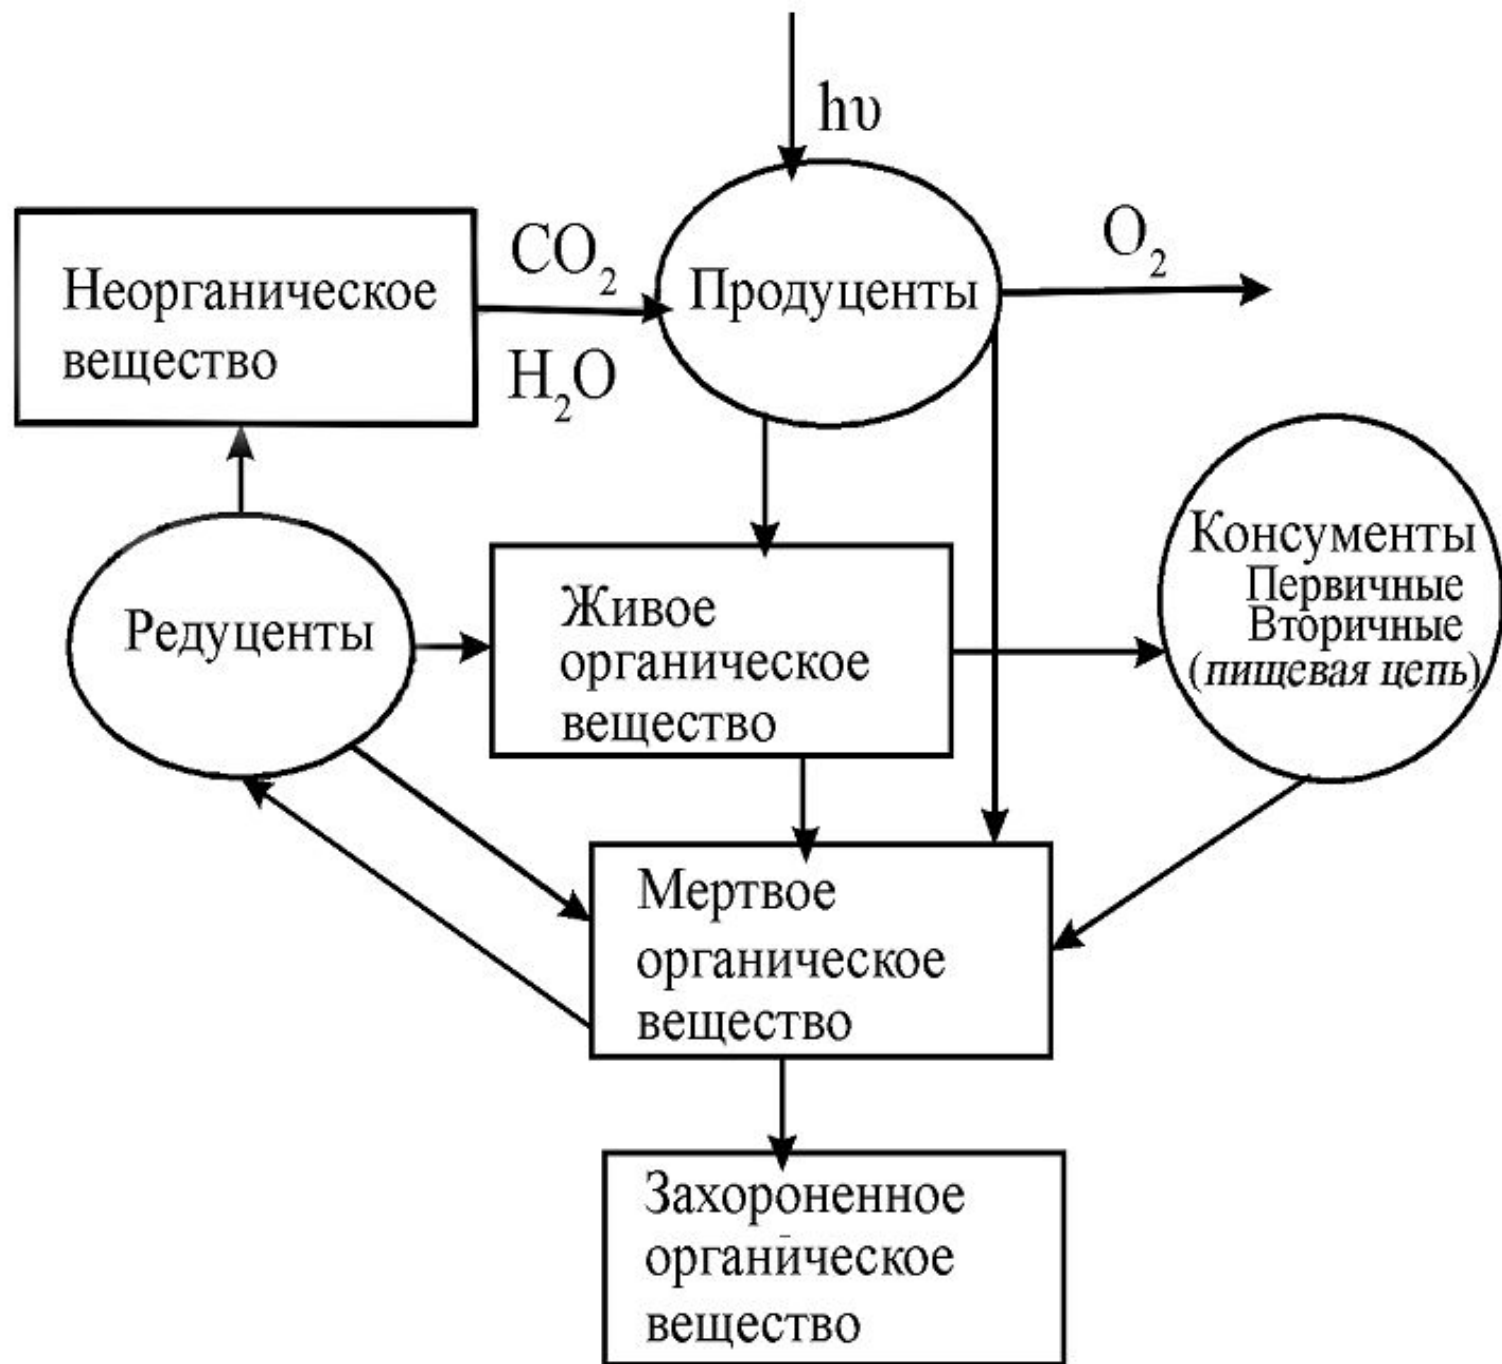 hυ
CO₂
O₂
Неорганическое
вещество
Продуценты
H₂O
Консументы
Первичные
Вторичные
(пищевая цепь)
Редуценты
Живое
органическое
вещество
Мертвое
органическое
вещество
Захороненное
органическое
вещество